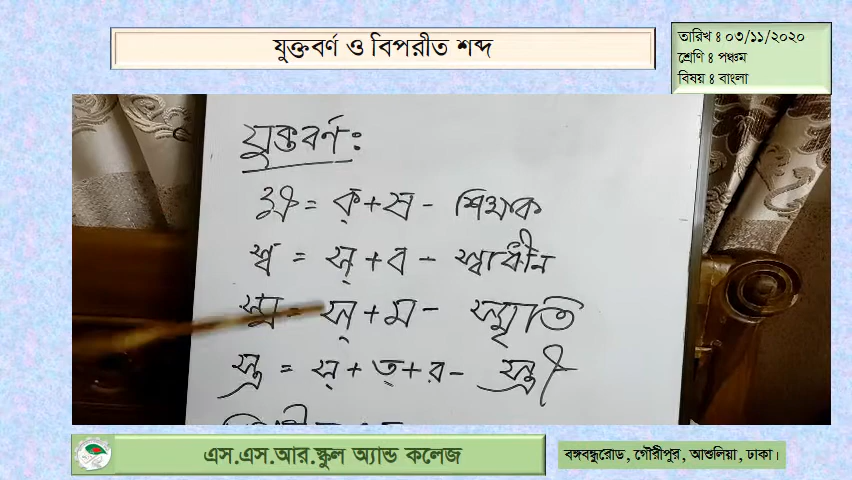 যুক্তবর্ণ ও বিপরীত শব্দ
তারিখ ঃ ০৩/১১/২০২০
শ্রেণি ঃ পঞ্চম
বিষয় ঃ বাংলা
যুক্তবর্ণ:
ক্ষ = ক্+ষ - শিক্ষক
স্ব = স্+ব - স্বাধীন
স্ম = স্+ম - স্মৃতি
স্ত্র = স্+ত্+র - স্ত্রী
এস.এস.আর.স্কুল অ্যান্ড কলেজ
বঙ্গবন্ধুরোড, গৌরীপুর, আশুলিয়া, ঢাকা।